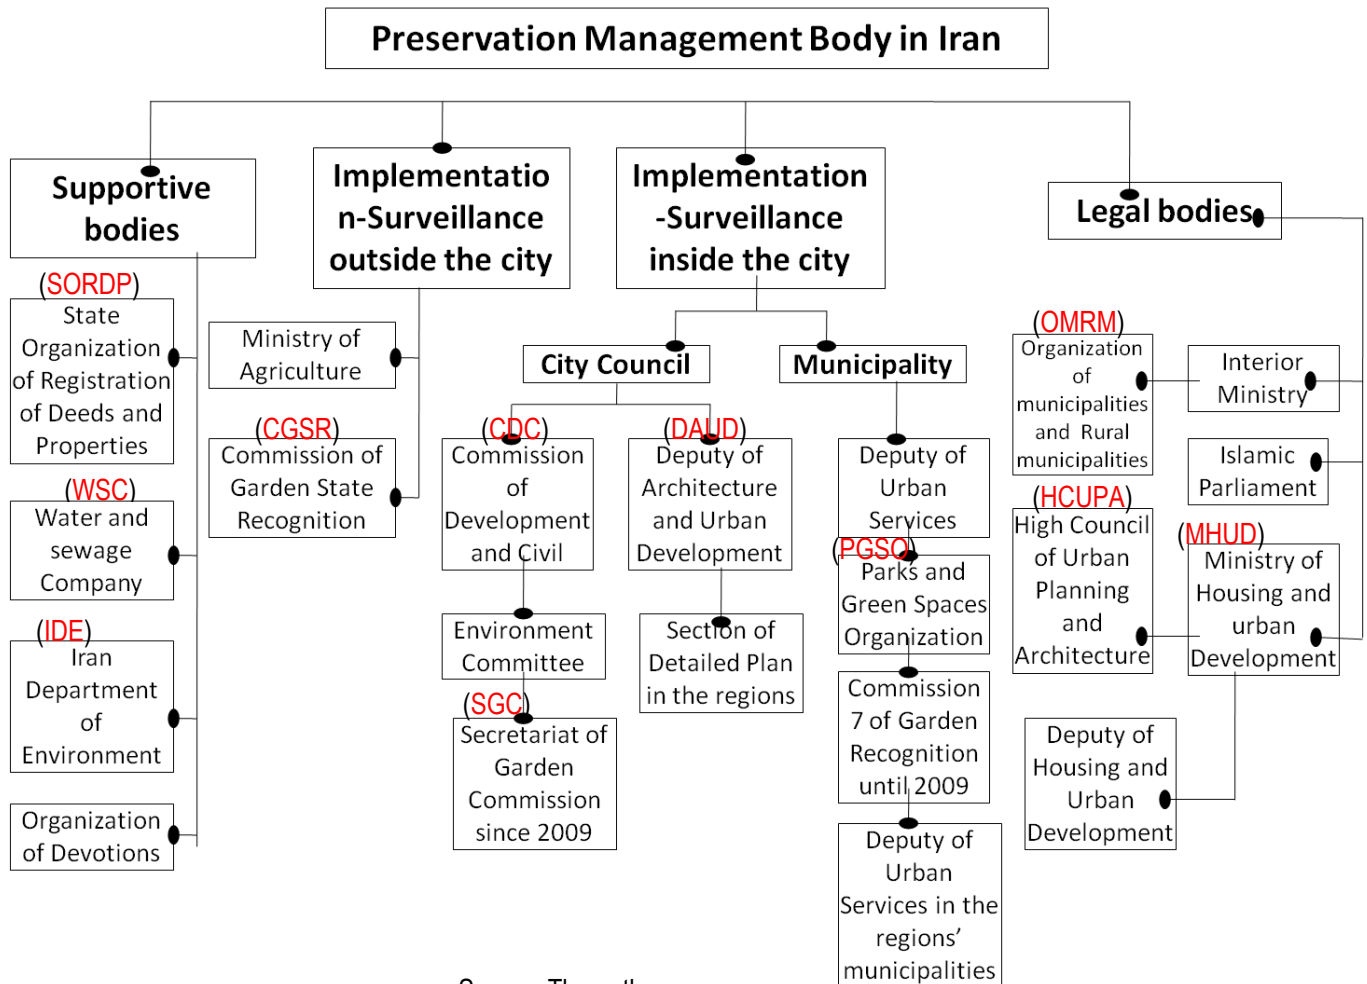 Preservation Management Body in Iran
Supportive
bodies
(SORDP)
State
Organization
of Registration
of Deeds and
Properties
(WSC)
Water and
sewage
Company
(IDE)
Iran
Department
of
Environment
Organization
of Devotions
Implementatio
n-Surveillance
outside the city
Ministry of
Agriculture
(CGSR)
Commission of
Garden State
Recognition
Implementation
-Surveillance
inside the city
City Council
(CDC)
Commission
of
Development
and Civil
Environment
Committee
(SGC)
Secretariat of
Garden
Commission
since 2009
(DAUD)
Deputy of
Architecture
and Urban
Development
Section of
Detailed Plan
in the regions
Municipality
Deputy of
Urban
Services
(PGSO)
Parks and
Green Spaces
Organization
Commission
7 of Garden
Recognition
until 2009
Deputy of
Urban
Services in the
regions’
municipalities
Legal bodies
Interior
Ministry
(OMRM)
Organization
of
municipalities
and Rural
municipalities
Islamic
Parliament
(MHUD)
Ministry of
Housing and
urban
Development
(HCUPA)
High Council
of Urban
Planning
and
Architecture
Deputy of
Housing and
Urban
Development